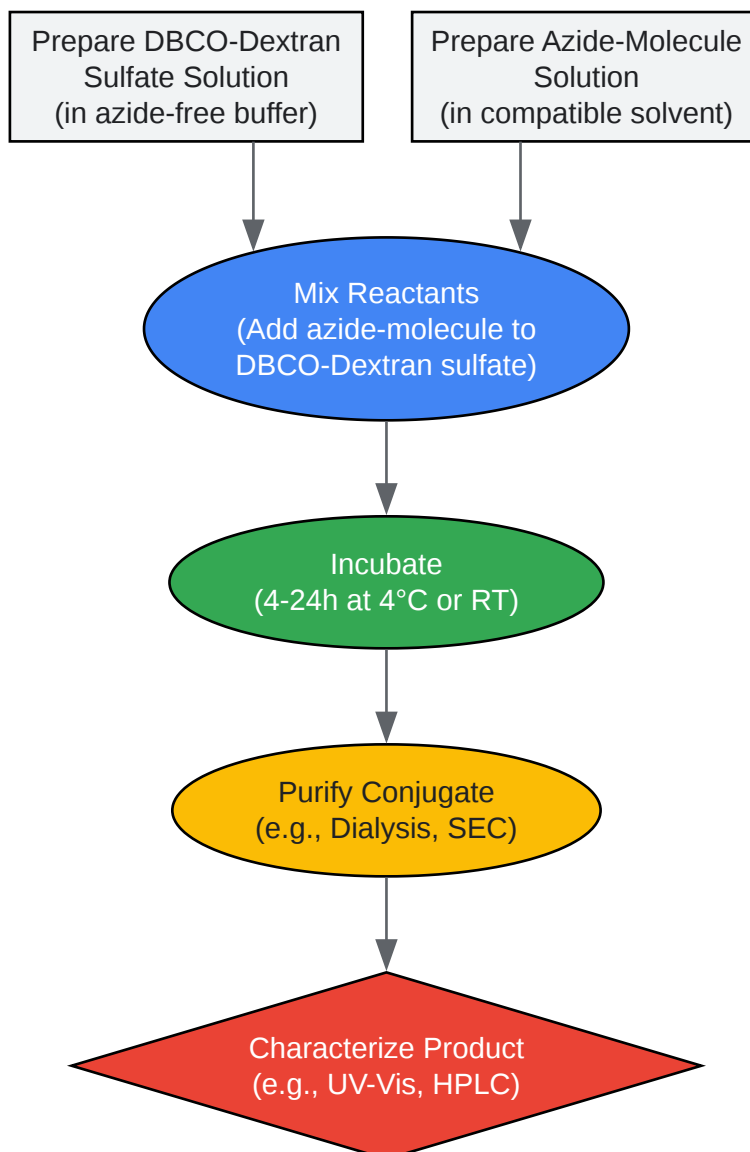 Prepare DBCO-Dextran
Sulfate Solution
(in azide-free buffer)
Prepare Azide-Molecule
Solution
(in compatible solvent)
Mix Reactants
(Add azide-molecule to
DBCO-Dextran sulfate)
Incubate
(4-24h at 4°C or RT)
Purify Conjugate
(e.g., Dialysis, SEC)
Characterize Product
(e.g., UV-Vis, HPLC)